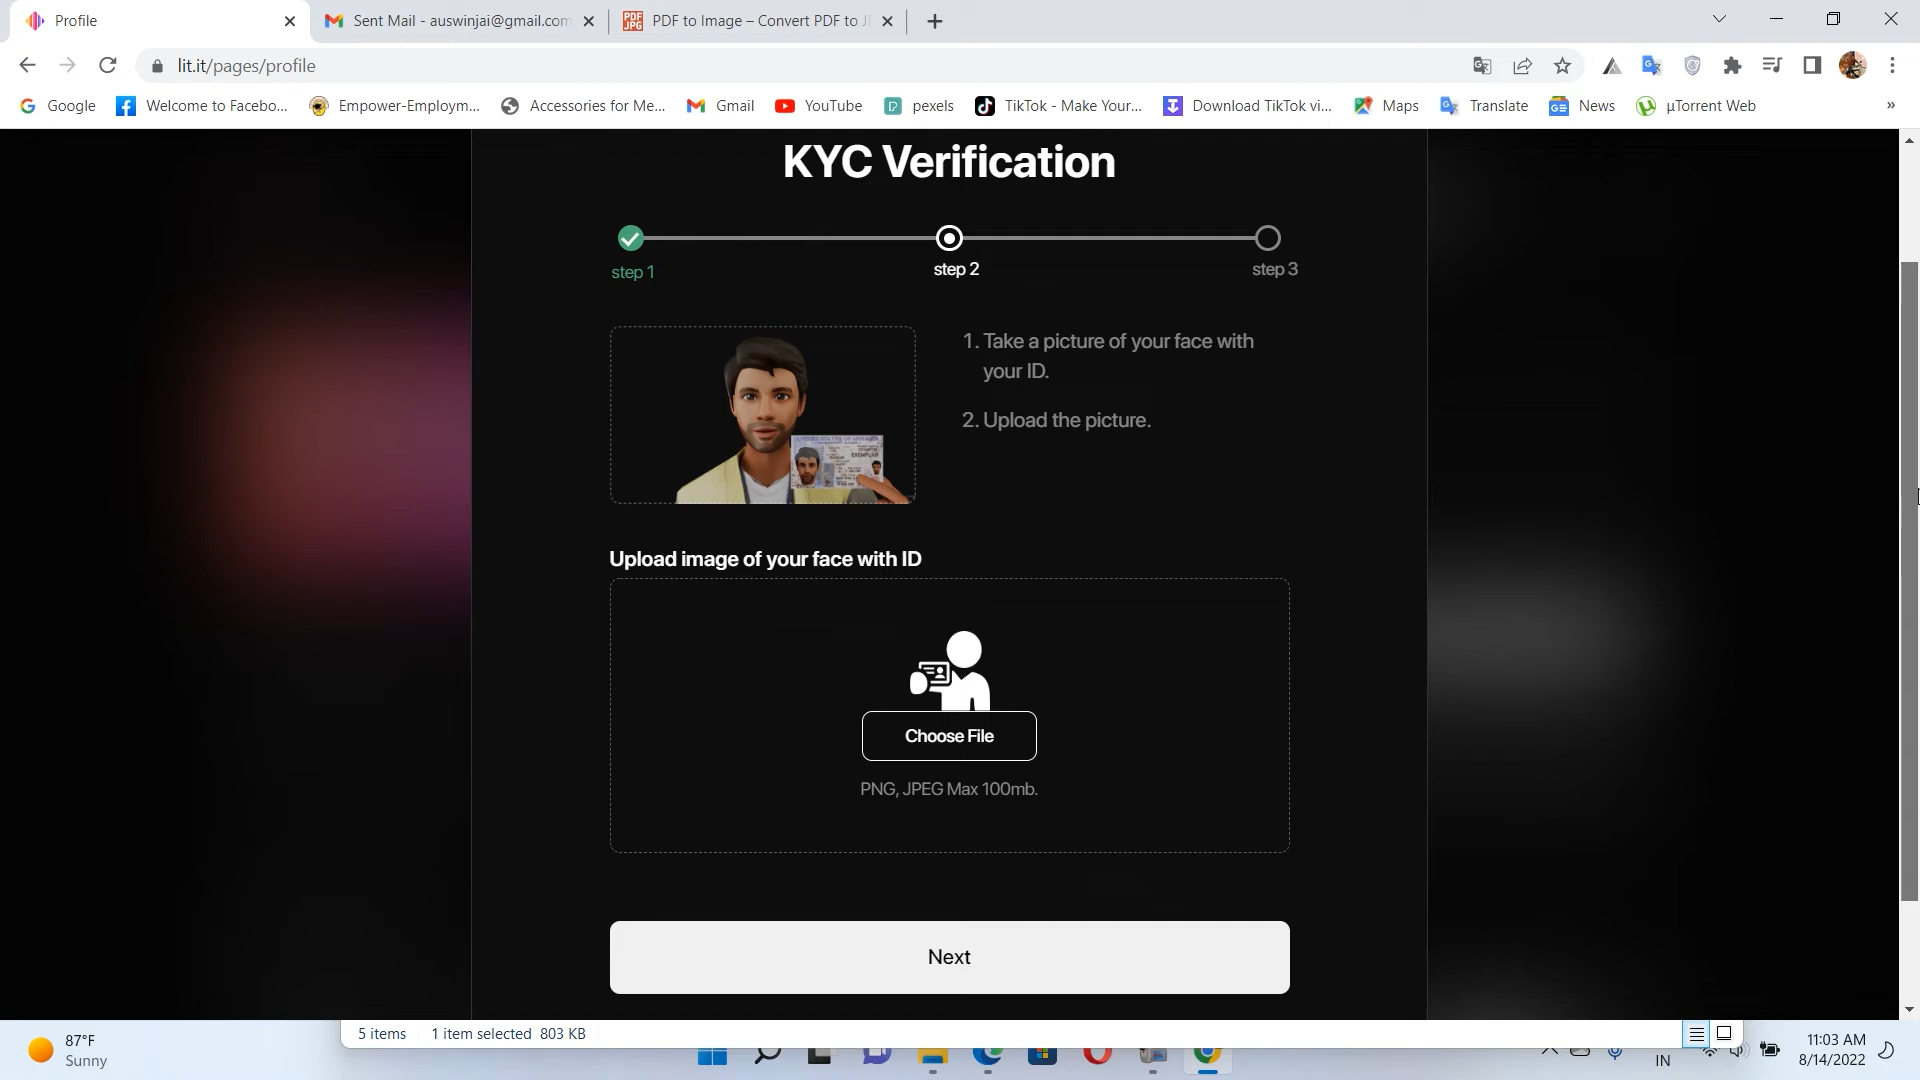 Profile
Sent Mail - auswinjai@gmail.com
PDF to Image – Convert PDF to J
lit.it/pages/profile
Google
Welcome to Facebo...
Empower-Employm...
Accessories for Me...
Gmail
YouTube
pexels
TikTok - Make Your...
Download TikTok vi...
Maps
Translate
News
µTorrent Web
»
KYC Verification
step 1
step 2
step 3
1. Take a picture of your face with
your ID.
2. Upload the picture.
EXEMPLAR
Upload image of your face with ID
Choose File
PNG, JPEG Max 100mb.
Next
5 items 1 item selected 803 KB
87°F
Sunny
IN
11:03 AM
8/14/2022